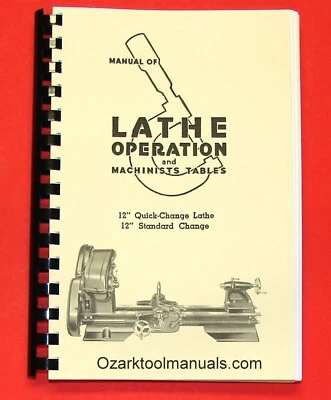 MANUAL OF
LATHE
OPERATION
and
MACHINISTS TABLES
12" Quick-Change Lathe
12" Standard Change
Ozarktoolmanuals.com